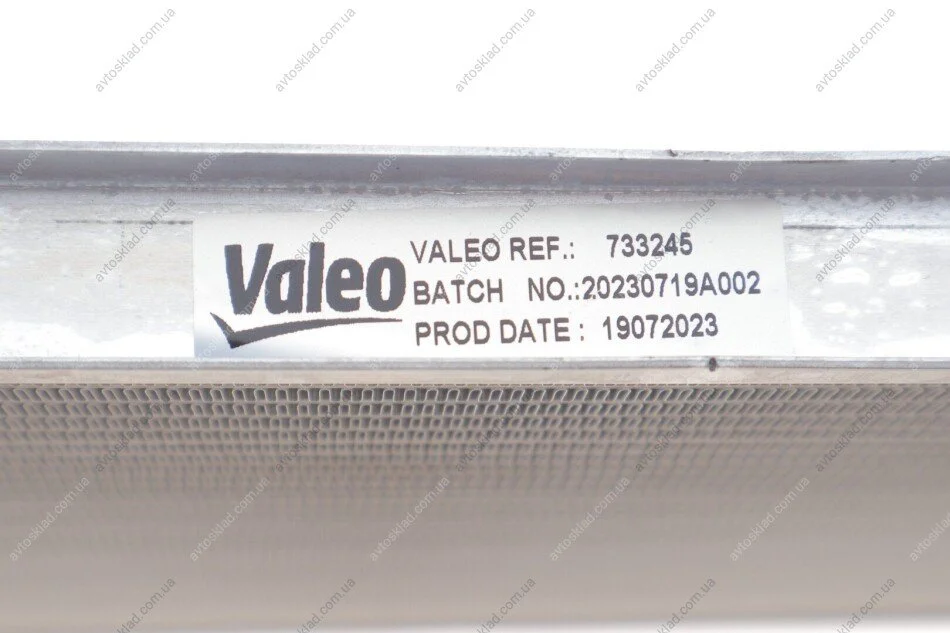 Valeo
VALEO REF.: 733245
BATCH NO.:20230719A002
PROD DATE : 19072023
avtosklad.com.ua